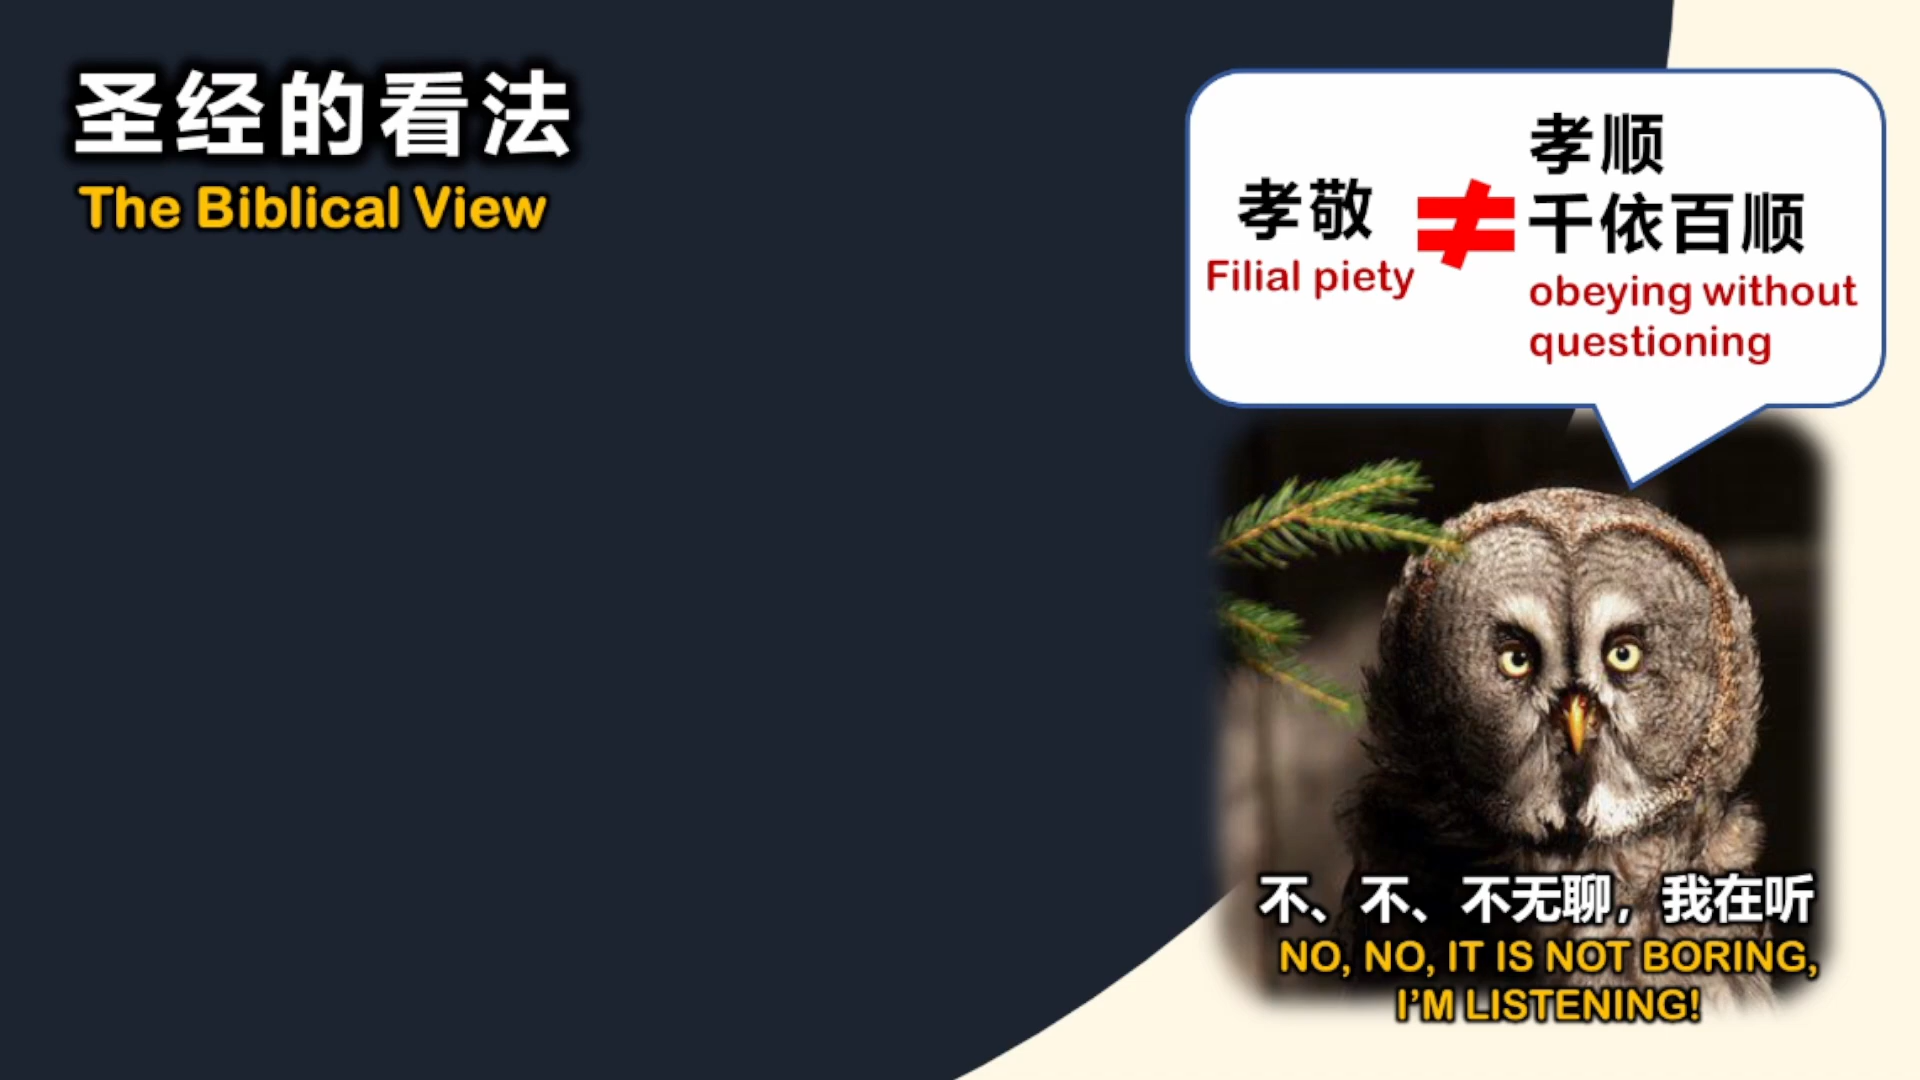 圣经的看法
The Biblical View
孝敬
Filial piety
≠
孝顺
千依百顺
obeying without
questioning
不、不、不无聊，我在听
NO, NO, IT IS NOT BORING,
I'M LISTENING!